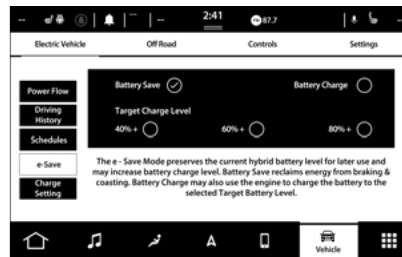 2:41
FM 87.7
Electric Vehicle
Off Road
Controls
Settings
Power Flow
Driving
History
Schedules
e-Save
Charge
Setting
Battery Save
Battery Charge
Target Charge Level
40% +
60% +
80% +
The e - Save Mode preserves the current hybrid battery level for later use and
may increase battery charge level. Battery Save reclaims energy from braking &
coasting. Battery Charge may also use the engine to charge the battery to the
selected Target Battery Level.
Vehicle